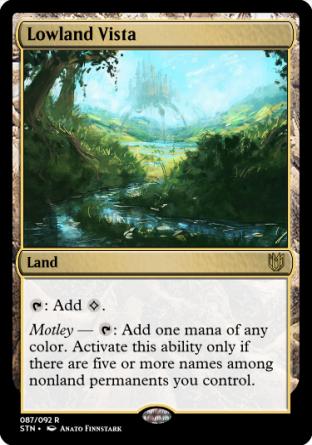 Lowland Vista
Land
: Add .
Motley — : Add one mana of any
color. Activate this ability only if
there are five or more names among
nonland permanents you control.
087/092 R
STN • Anato Finnstark